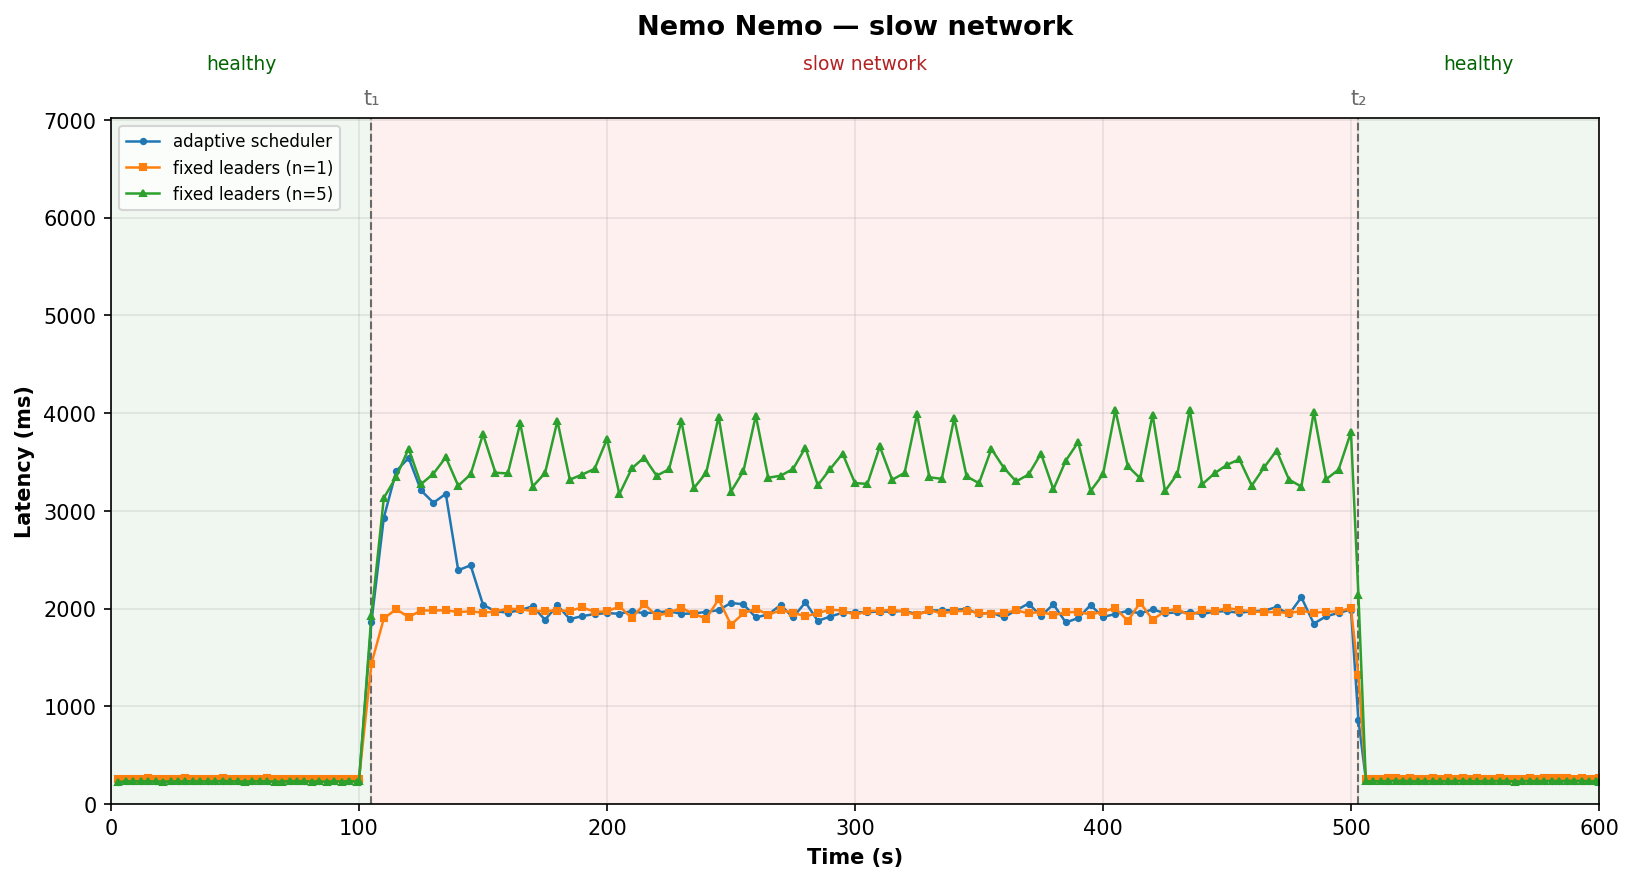 Nemo Nemo — slow network
healthy
slow network
healthy
t₁
t₂
adaptive scheduler
fixed leaders (n=1)
fixed leaders (n=5)
7000
6000
5000
4000
3000
2000
1000
0
Latency (ms)
0
100
200
300
400
500
600
Time (s)